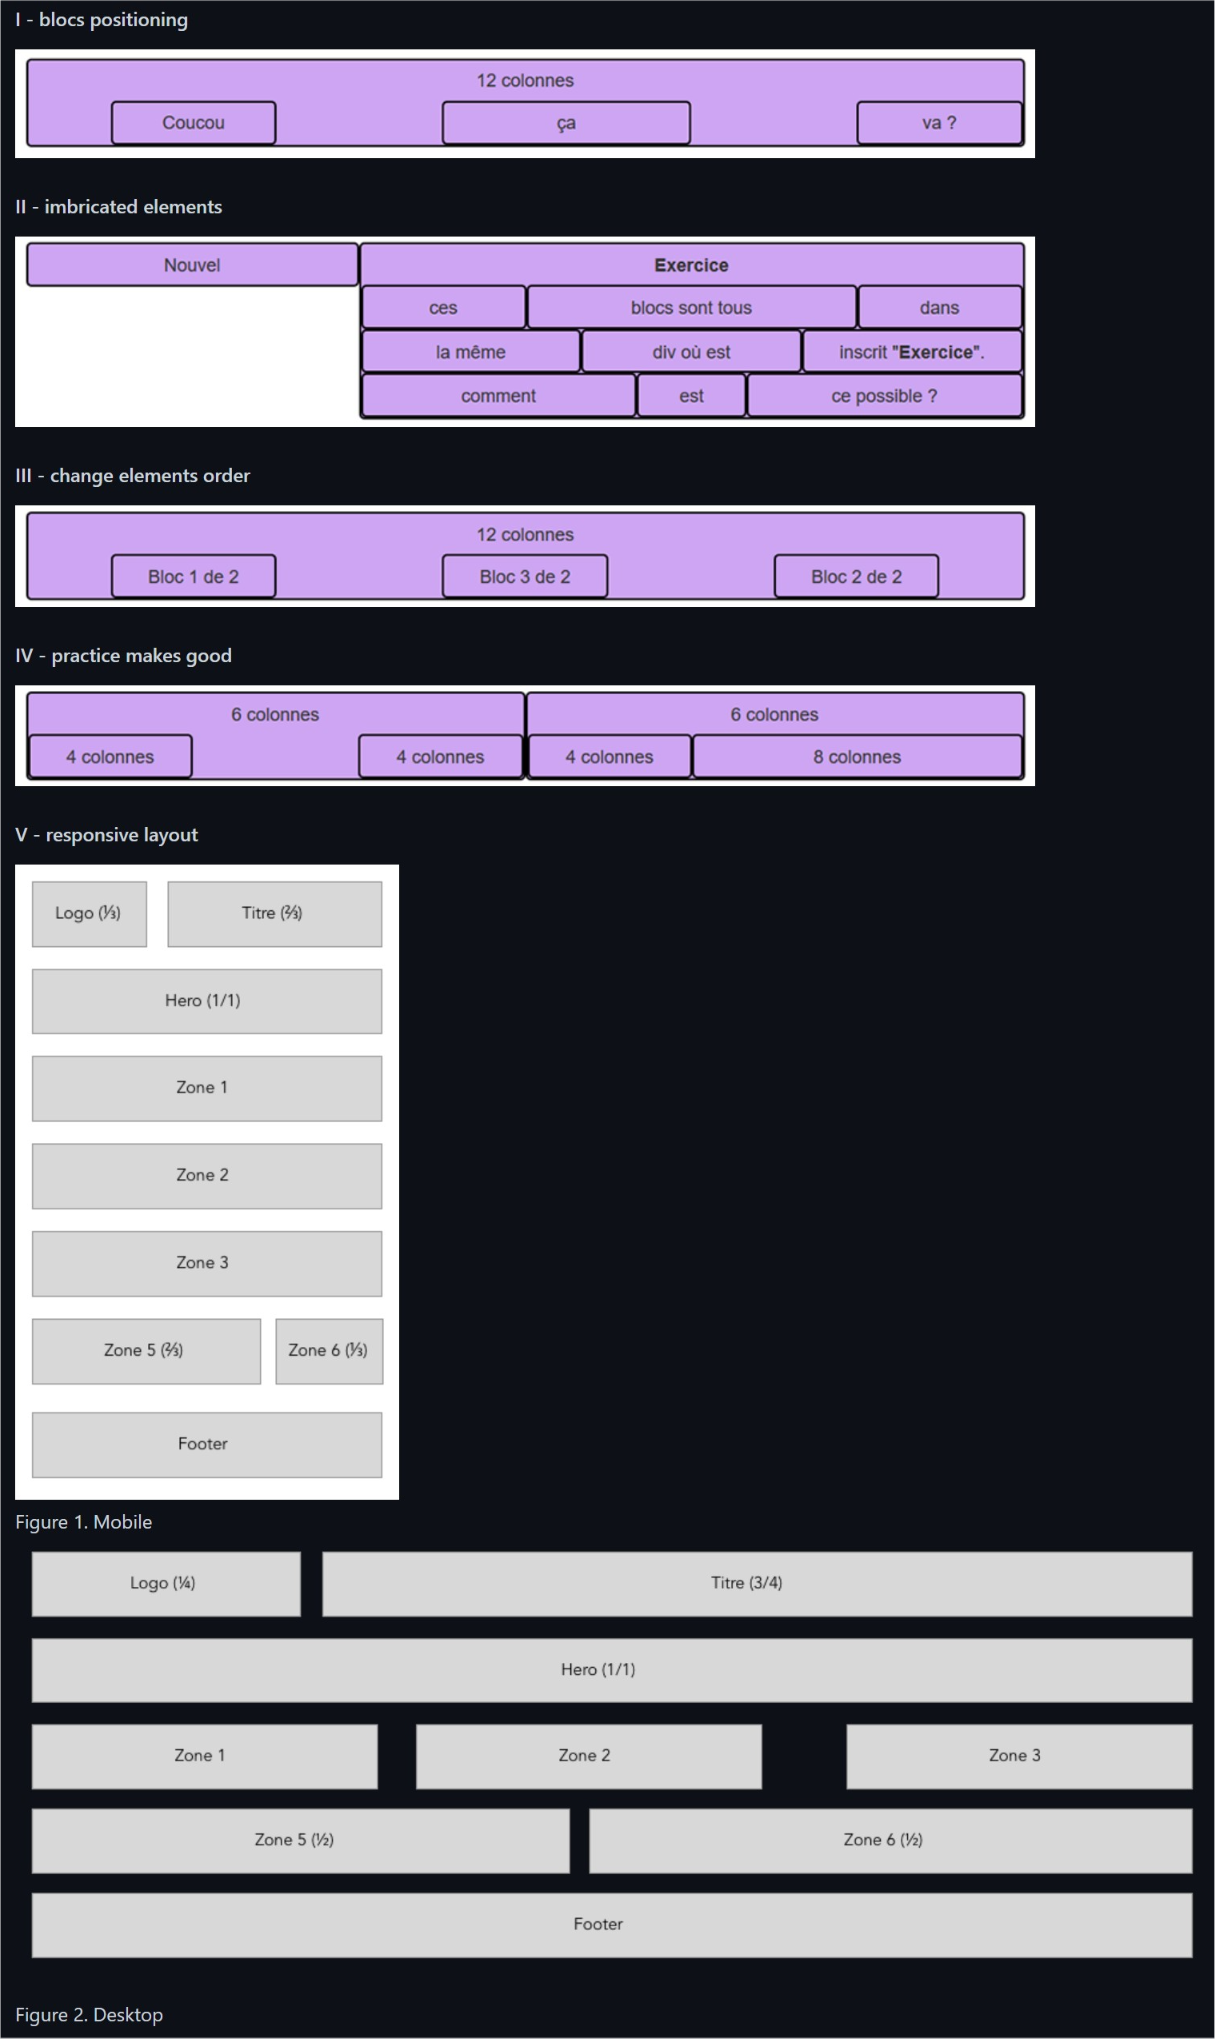 I - blocs positioning
12 colonnes
Coucou ça va ?
II - imbricated elements
Nouvel Exercice
ces blocs sont tous dans
la même div où est inscrit "Exercice".
comment est ce possible ?
III - change elements order
12 colonnes
Bloc 1 de 2 Bloc 3 de 2 Bloc 2 de 2
IV - practice makes good
6 colonnes 6 colonnes
4 colonnes 4 colonnes 4 colonnes 8 colonnes
V - responsive layout
Logo (⅓) Titre (⅔)
Hero (1/1)
Zone 1
Zone 2
Zone 3
Zone 5 (⅔) Zone 6 (⅓)
Footer
Figure 1. Mobile
Logo (¼) Titre (3/4)
Hero (1/1)
Zone 1 Zone 2 Zone 3
Zone 5 (½) Zone 6 (½)
Footer
Figure 2. Desktop